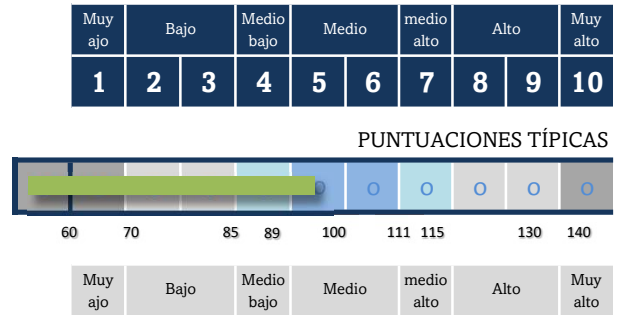 Muy ajo Bajo Medio bajo Medio medio alto Alto Muy alto
1 2 3 4 5 6 7 8 9 10
PUNTUACIONES TÍPICAS
O O O O O O
60 70 85 89 100 111 115 130 140
Muy ajo Bajo Medio bajo Medio medio alto Alto Muy alto